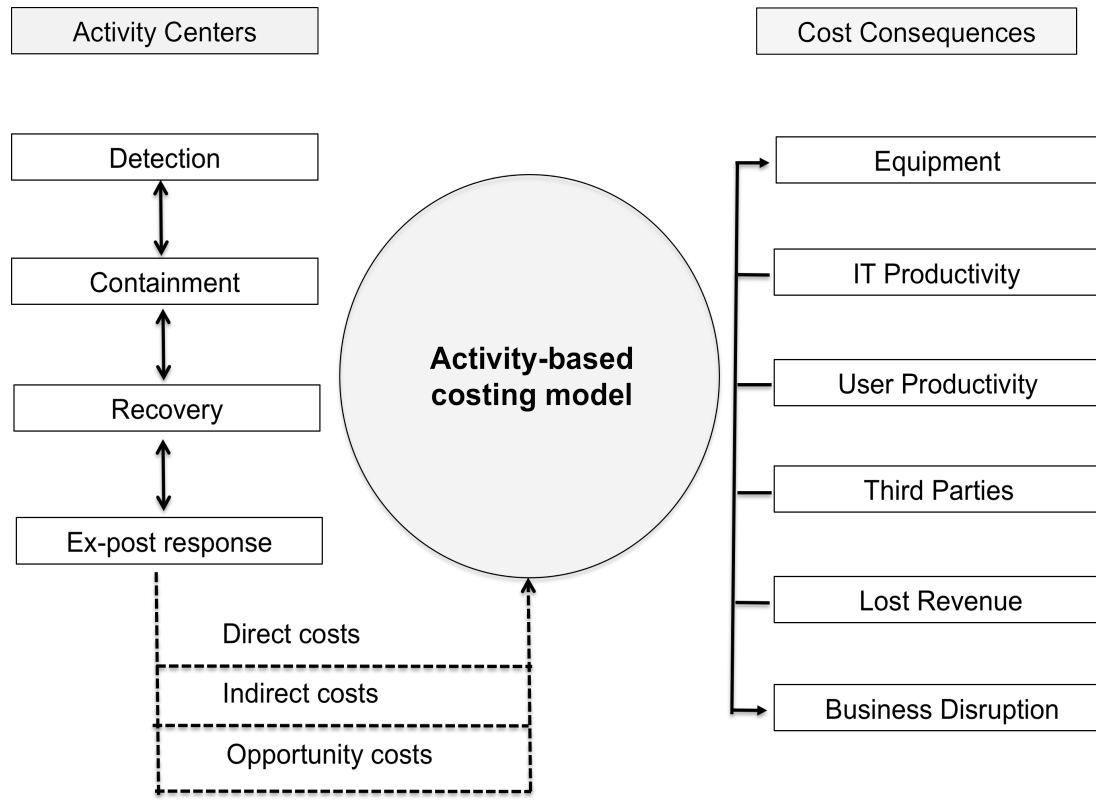 Activity Centers
Cost Consequences
Detection
Containment
Recovery
Ex-post response
Direct costs
Indirect costs
Opportunity costs
Activity-based
costing model
Equipment
IT Productivity
User Productivity
Third Parties
Lost Revenue
Business Disruption